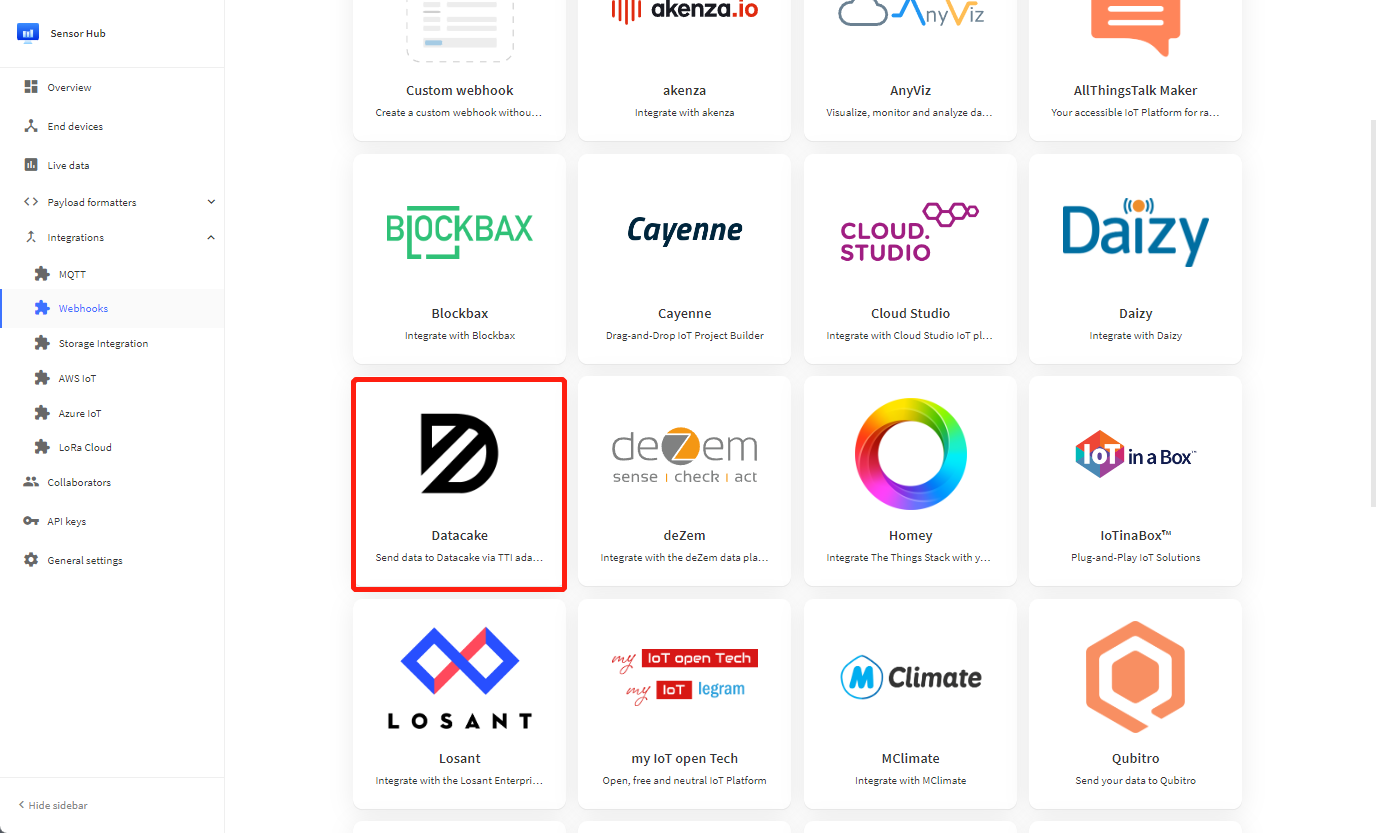 Sensor Hub
Overview
End devices
Live data
Payload formatters
Integrations
MQTT
Webhooks
Storage Integration
AWS IoT
Azure IoT
LoRa Cloud
Collaborators
API keys
General settings
Hide sidebar
akenza.io
AnyViz
Custom webhook
Create a custom webhook withou…
akenza
Integrate with akenza
AnyViz
Visualize, monitor and analyze da…
AllThingsTalk Maker
Your accessible IoT Platform for ra…
BLOCKBAX
Blockbax
Integrate with Blockbax
Cayenne
Cayenne
Drag-and-Drop IoT Project Builder
CLOUD.
STUDIO
Cloud Studio
Integrate with Cloud Studio IoT pl…
Daizy
Daizy
Integrate with Daizy
Datacake
Send data to Datacake via TTI ada…
deZem
sense | check | act
deZem
Integrate with the deZem data pla…
Homey
Integrate The Things Stack with y…
IoT in a Box™
IoTinaBox™
Plug-and-Play IoT Solutions
LOSANT
Losant
Integrate with the Losant Enterpri…
my IoT open Tech
my IoT legram
my IoT open Tech
Open, free and neutral IoT Platform
M Climate
MClimate
Integrate with MClimate
Qubitro
Send your data to Qubitro